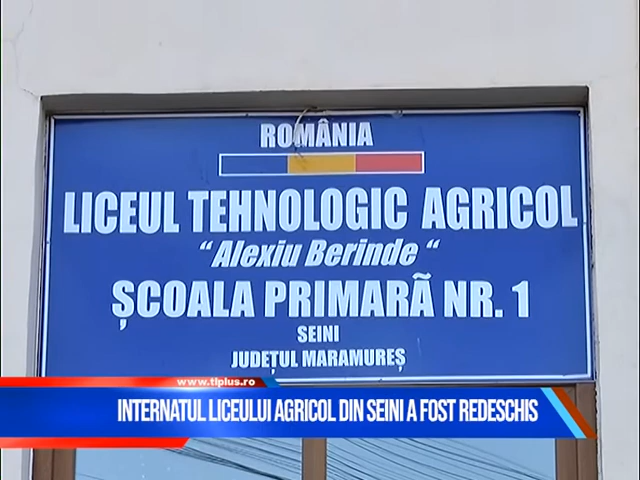 ROMÂNIA
LICEUL TEHNOLOGIC AGRICOL
“Alexiu Berinde“
ȘCOALA PRIMARÃ NR. 1
SEINI
JUDEȚUL MARAMUREȘ
www.tlplus.ro
INTERNATUL LICEULUI AGRICOL DIN SEINI A FOST REDESCHIS